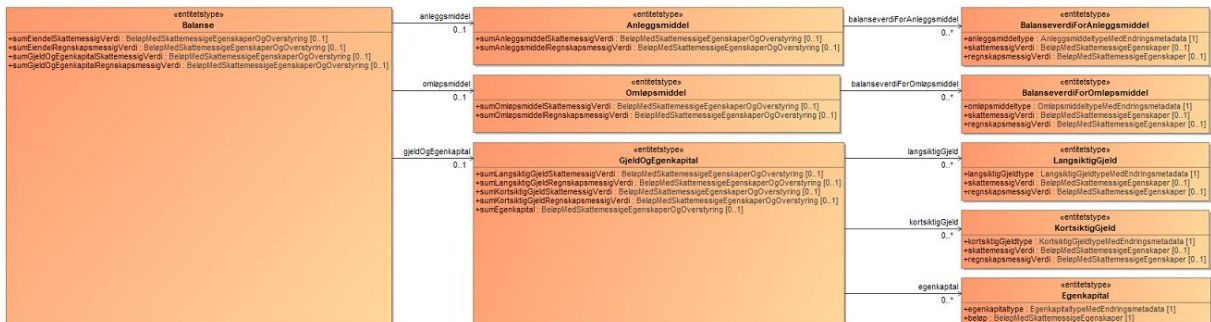 «entitetstype»
Balanse
+sumEiendelSkattemessigVerdi : BeløpMedSkattemessigeEgenskaperOgOverstyring [0..1]
+sumEiendelRegnskapsmessigVerdi : BeløpMedSkattemessigeEgenskaperOgOverstyring [0..1]
+sumGjeldOgEgenkapitalSkattemessigVerdi : BeløpMedSkattemessigeEgenskaperOgOverstyring [0..1]
+sumGjeldOgEgenkapitalRegnskapsmessigVerdi : BeløpMedSkattemessigeEgenskaperOgOverstyring [0..1]
anleggsmiddel
0..1
«entitetstype»
Anleggsmiddel
+sumAnleggsmiddelSkattemessigVerdi : BeløpMedSkattemessigeEgenskaperOgOverstyring [0..1]
+sumAnleggsmiddelRegnskapsmessigVerdi : BeløpMedSkattemessigeEgenskaperOgOverstyring [0..1]
balanseverdiForAnleggsmiddel
0..*
«entitetstype»
BalanseverdiForAnleggsmiddel
+anleggsmiddeltype : AnleggsmiddeltypeMedEndringsmetadata [1]
+skattemessigVerdi : BeløpMedSkattemessigeEgenskaper [0..1]
+regnskapsmessigVerdi : BeløpMedSkattemessigeEgenskaper [0..1]
omløpsmiddel
0..1
«entitetstype»
Omløpsmiddel
+sumOmløpsmiddelSkattemessigVerdi : BeløpMedSkattemessigeEgenskaperOgOverstyring [0..1]
+sumOmløpsmiddelRegnskapsmessigVerdi : BeløpMedSkattemessigeEgenskaperOgOverstyring [0..1]
balanseverdiForOmløpsmiddel
0..*
«entitetstype»
BalanseverdiForOmløpsmiddel
+omløpsmiddeltype : OmløpsmiddeltypeMedEndringsmetadata [1]
+skattemessigVerdi : BeløpMedSkattemessigeEgenskaper [0..1]
+regnskapsmessigVerdi : BeløpMedSkattemessigeEgenskaper [0..1]
gjeldOgEgenkapital
0..1
«entitetstype»
GjeldOgEgenkapital
+sumLangsiktigGjeldSkattemessigVerdi : BeløpMedSkattemessigeEgenskaperOgOverstyring [0..1]
+sumLangsiktigGjeldRegnskapsmessigVerdi : BeløpMedSkattemessigeEgenskaperOgOverstyring [0..1]
+sumKortsiktigGjeldSkattemessigVerdi : BeløpMedSkattemessigeEgenskaperOgOverstyring [0..1]
+sumKortsiktigGjeldRegnskapsmessigVerdi : BeløpMedSkattemessigeEgenskaperOgOverstyring [0..1]
+sumEgenkapital : BeløpMedSkattemessigeEgenskaperOgOverstyring [0..1]
langsiktigGjeld
0..*
«entitetstype»
LangsiktigGjeld
+langsiktigGjeldtype : LangsiktigGjeldtypeMedEndringsmetadata [1]
+skattemessigVerdi : BeløpMedSkattemessigeEgenskaper [0..1]
+regnskapsmessigVerdi : BeløpMedSkattemessigeEgenskaper [0..1]
kortsiktigGjeld
0..*
«entitetstype»
KortsiktigGjeld
+kortsiktigGjeldtype : KortsiktigGjeldtypeMedEndringsmetadata [1]
+skattemessigVerdi : BeløpMedSkattemessigeEgenskaper [0..1]
+regnskapsmessigVerdi : BeløpMedSkattemessigeEgenskaper [0..1]
egenkapital
0..*
«entitetstype»
Egenkapital
+egenkapitaltype : EgenkapitaltypeMedEndringsmetadata [1]
+beløp : BeløpMedSkattemessigeEgenskaper [1]